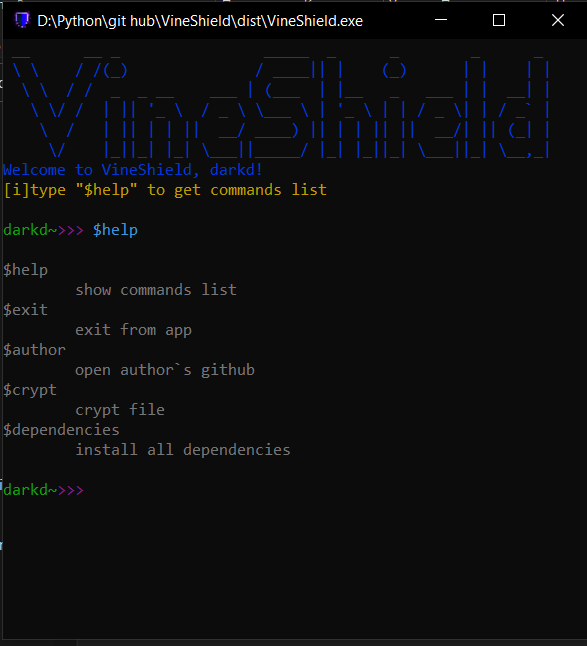 D:\Python\git hub\VineShield\dist\VineShield.exe
VineShield
Welcome to VineShield, darkd!
[i]type "$help" to get commands list
darkd~>>> $help
$help
show commands list
$exit
exit from app
$author
open author`s github
$crypt
crypt file
$dependencies
install all dependencies
darkd~>>>